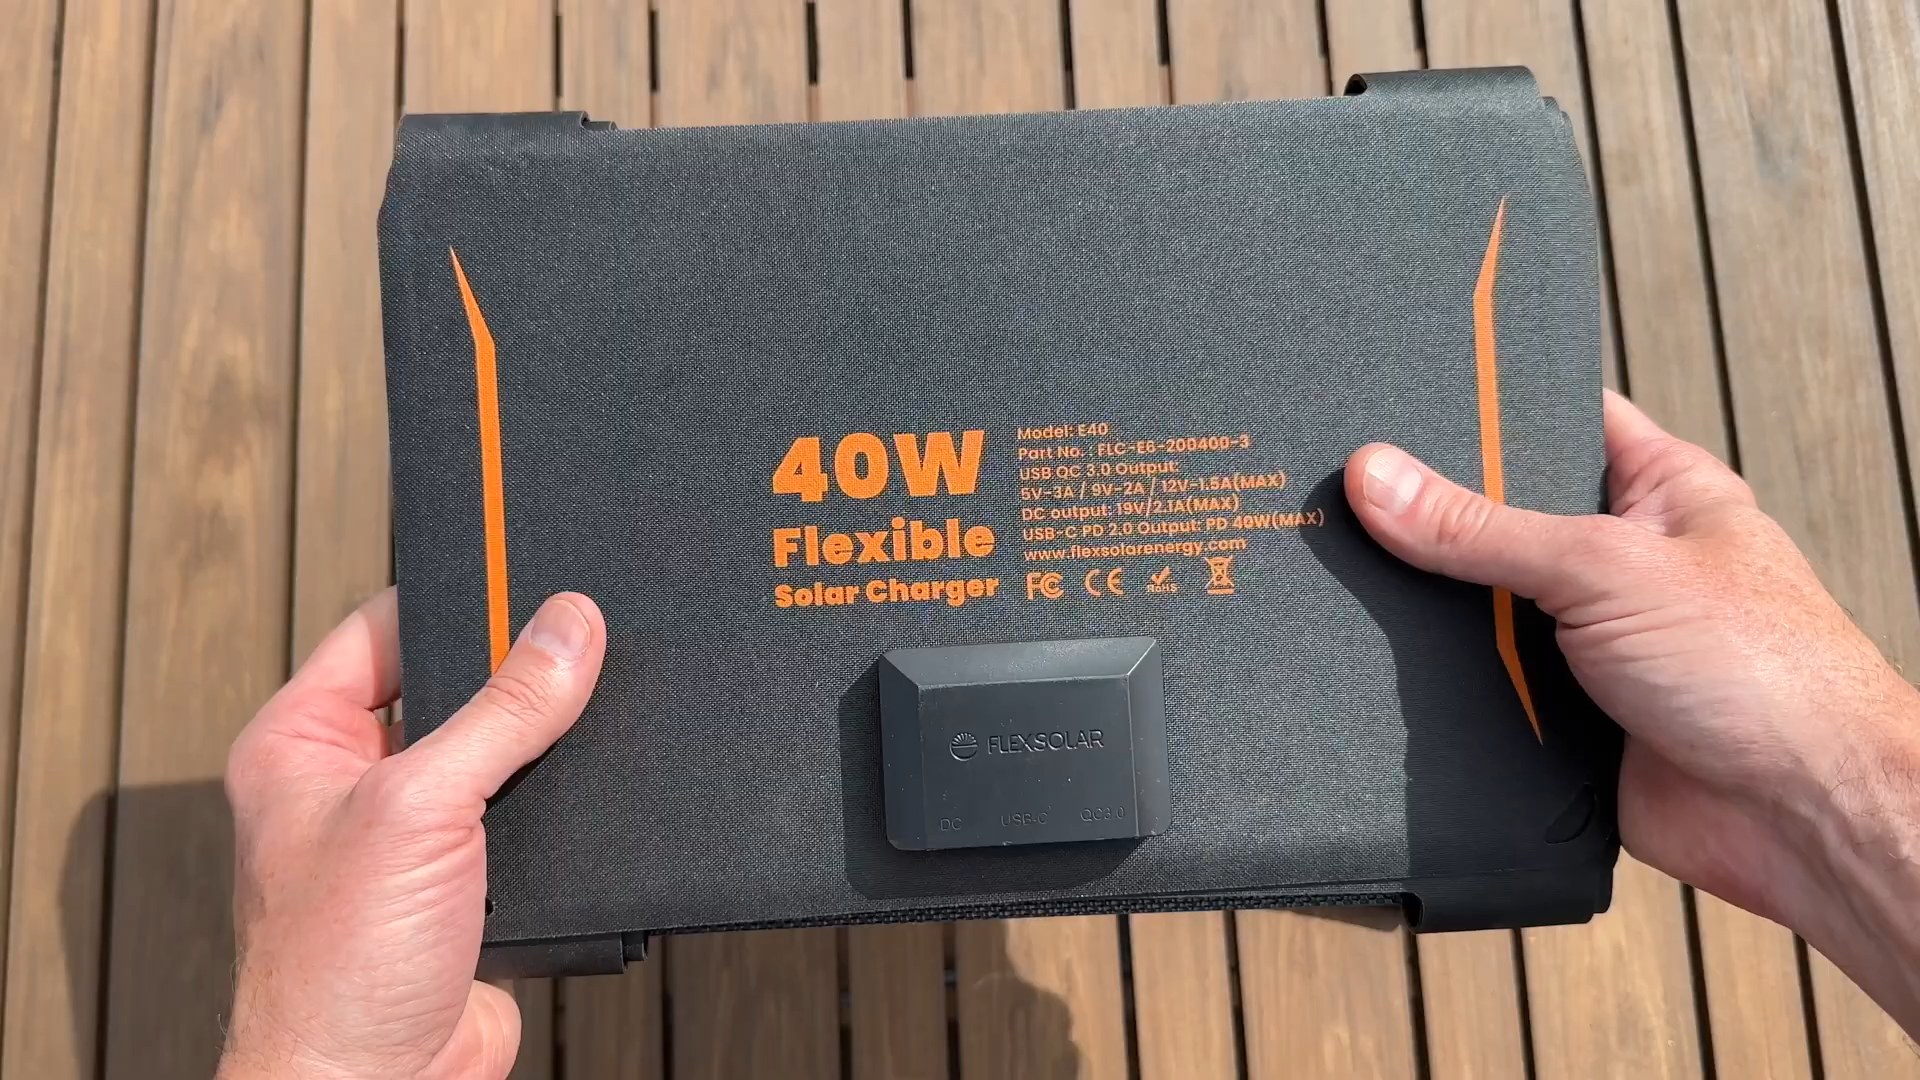 40W
Flexible
Solar Charger
Model: E40
Part No. : FLC-E6-200400-3
USB QC 3.0 Output:
5V-3A / 9V-2A / 12V-1.5A(MAX)
DC output: 19V/2.1A(MAX)
USB-C PD 2.0 Output: PD 40W(MAX)
www.flexsolarenergy.com
FC CE RoHS
FLEXSOLAR
DC USB-C QC3.0